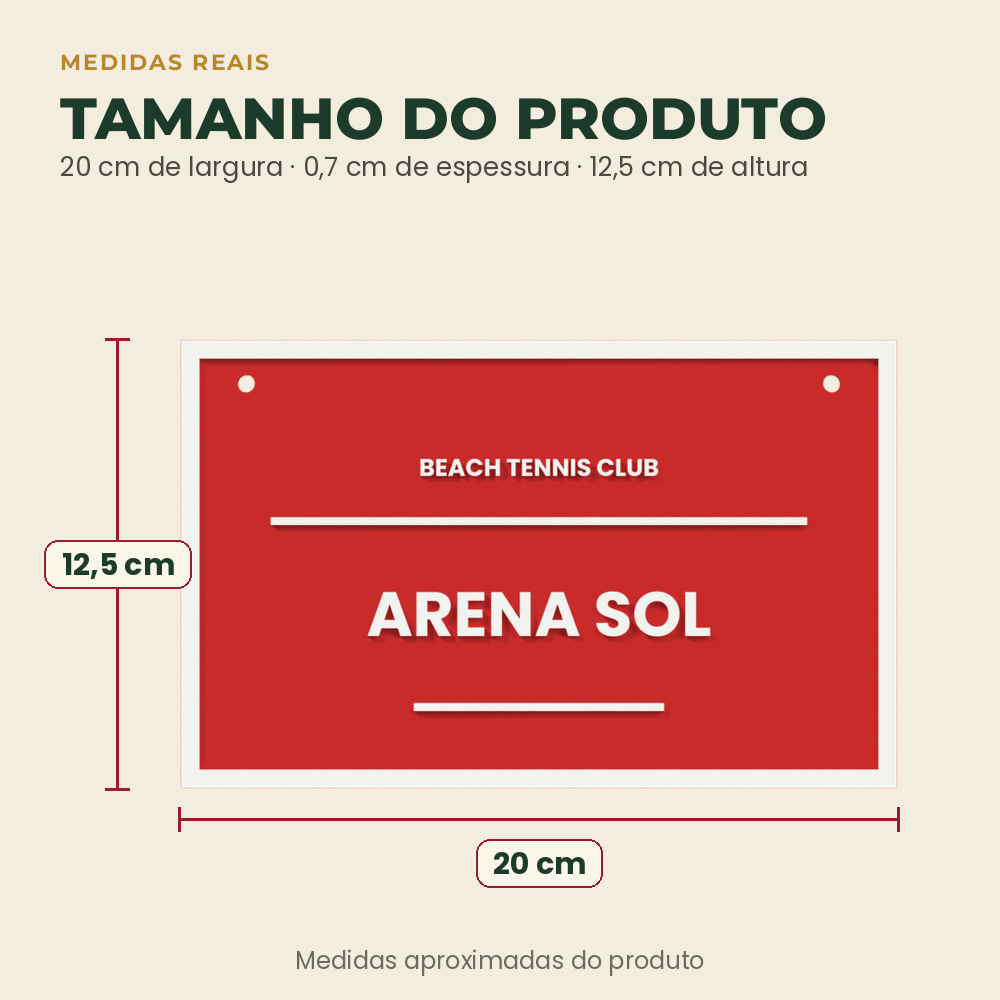 MEDIDAS REAIS
TAMANHO DO PRODUTO
20 cm de largura · 0,7 cm de espessura · 12,5 cm de altura
BEACH TENNIS CLUB
12,5 cm
ARENA SOL
20 cm
Medidas aproximadas do produto